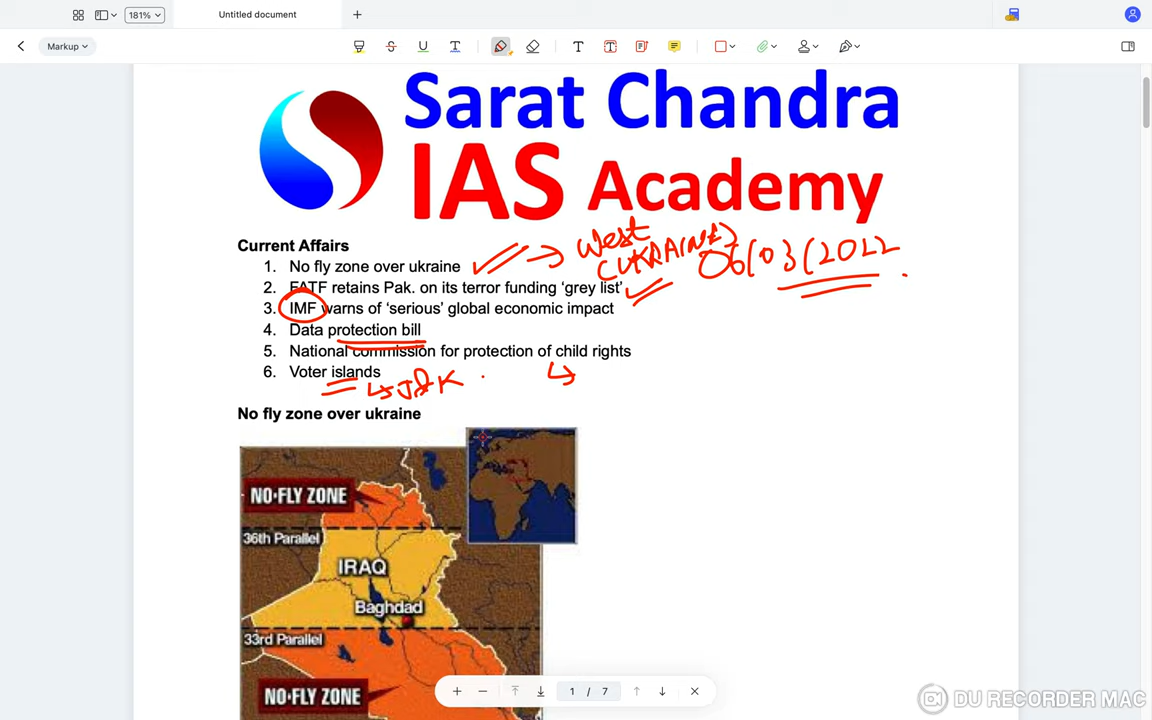 181%
Untitled document
Markup
Sarat Chandra
IAS Academy
Current Affairs
1. No fly zone over ukraine
West
(UKRAINE)
06/03/2022
2. FATF retains Pak. on its terror funding ‘grey list’
3. IMF warns of ‘serious’ global economic impact
4. Data protection bill
5. National commission for protection of child rights
6. Voter islands
J&K
No fly zone over ukraine
NO-FLY ZONE
36th Parallel
IRAQ
Baghdad
33rd Parallel
NO-FLY ZONE
1 / 7
DU RECORDER MAC